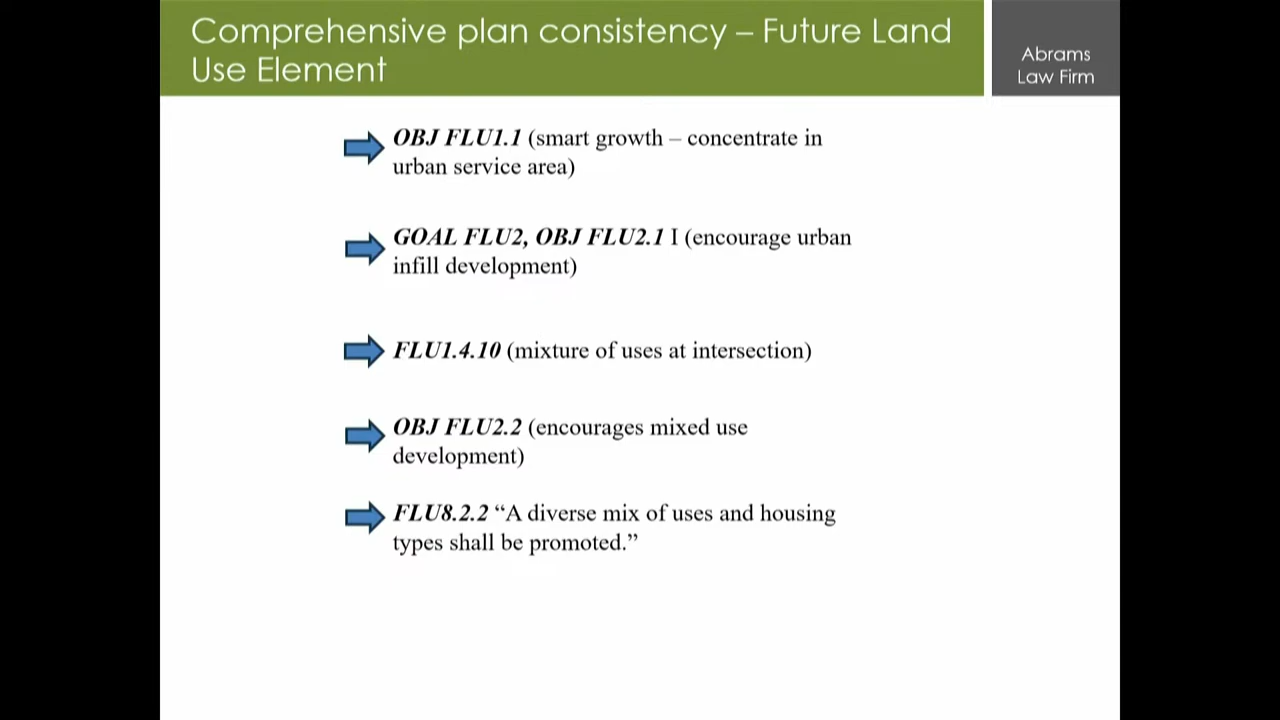 Comprehensive plan consistency – Future Land
Use Element
Abrams
Law Firm
OBJ FLU1.1 (smart growth – concentrate in
urban service area)
GOAL FLU2, OBJ FLU2.1 I (encourage urban
infill development)
FLU1.4.10 (mixture of uses at intersection)
OBJ FLU2.2 (encourages mixed use
development)
FLU8.2.2 “A diverse mix of uses and housing
types shall be promoted.”